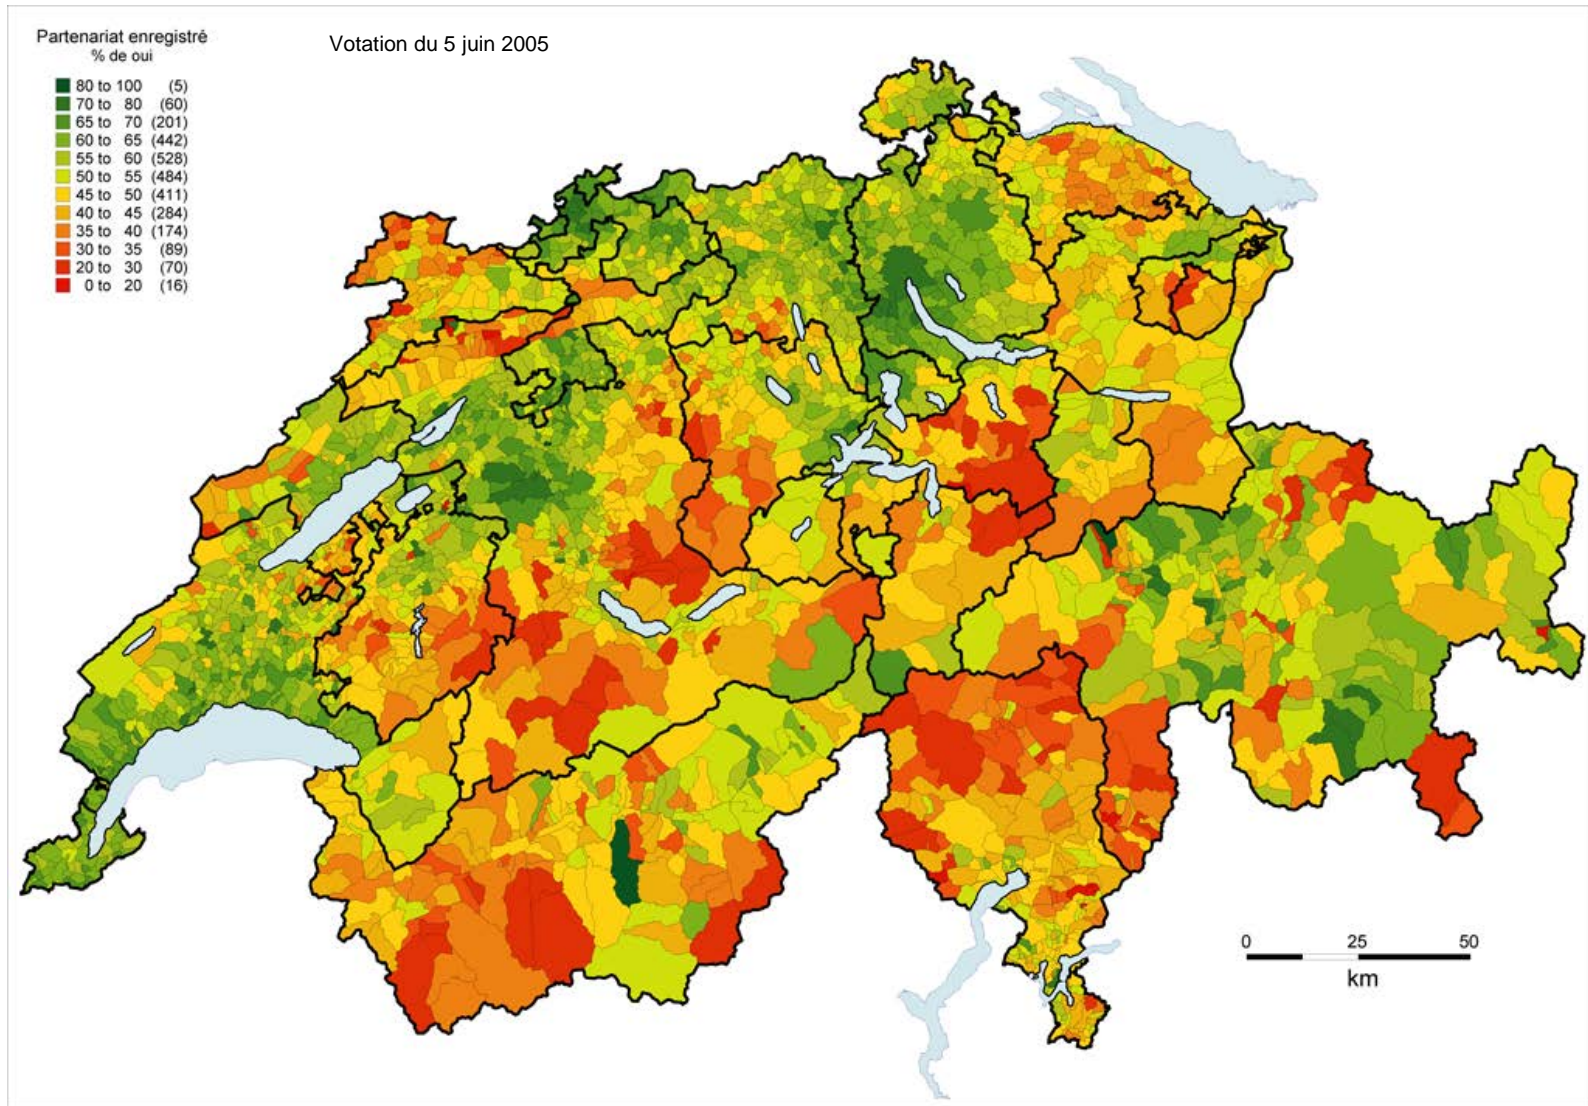 Partenariat enregistré
% de oui
Votation du 5 juin 2005
80 to 100 (5)
70 to 80 (60)
65 to 70 (201)
60 to 65 (442)
55 to 60 (528)
50 to 55 (484)
45 to 50 (411)
40 to 45 (284)
35 to 40 (174)
30 to 35 (89)
20 to 30 (70)
0 to 20 (16)
0 25 50
km